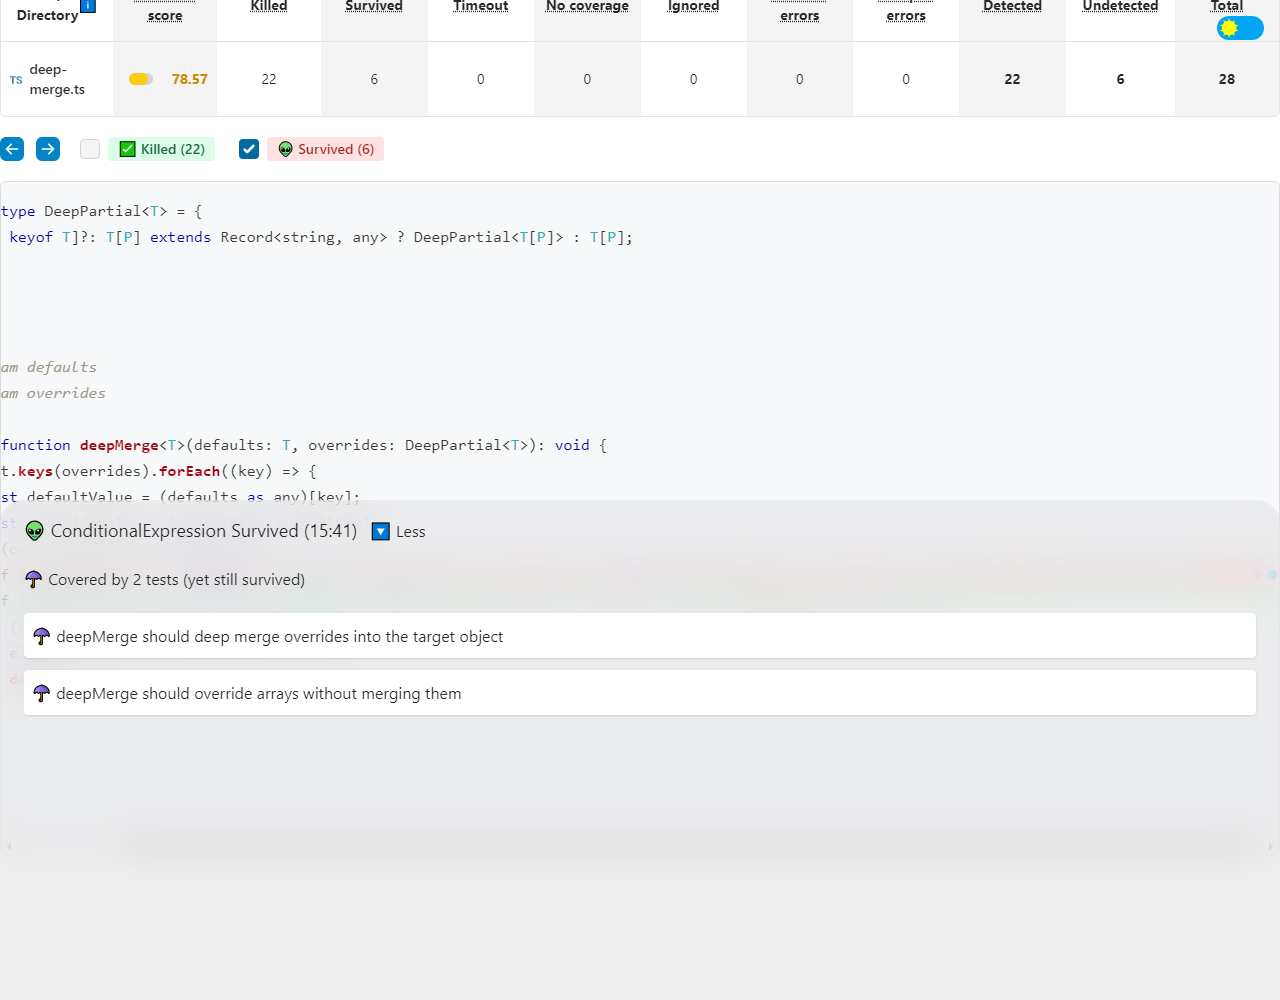 Directory
score
Killed
Survived
Timeout
No coverage
Ignored
errors
errors
Detected
Undetected
Total
TS deep-merge.ts 78.57 22 6 0 0 0 0 0 22 6 28
Killed (22) Survived (6)
type DeepPartial<T> = {
keyof T]?: T[P] extends Record<string, any> ? DeepPartial<T[P]> : T[P];
am defaults
am overrides
function deepMerge<T>(defaults: T, overrides: DeepPartial<T>): void {
t.keys(overrides).forEach((key) => {
st defaultValue = (defaults as any)[key];
ConditionalExpression Survived (15:41) Less
Covered by 2 tests (yet still survived)
deepMerge should deep merge overrides into the target object
deepMerge should override arrays without merging them